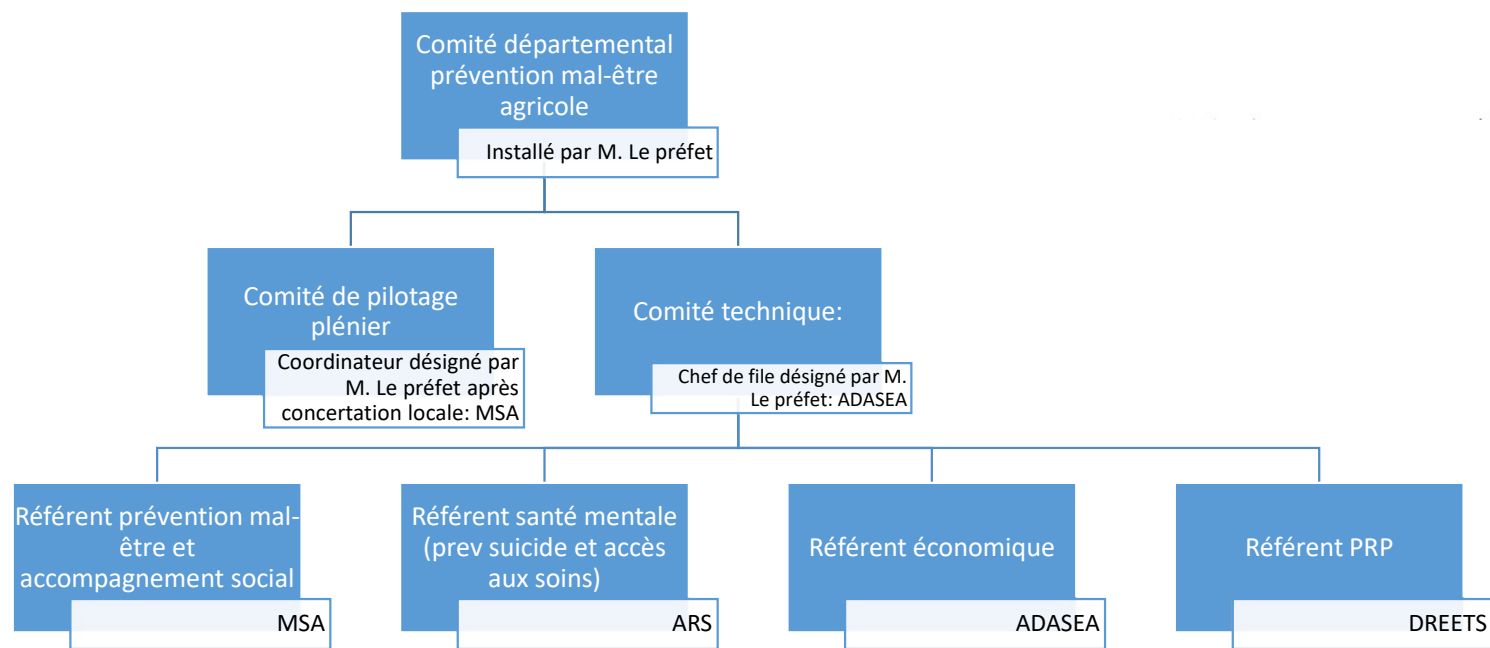 Comité départemental
prévention mal-être
agricole
Installé par M. Le préfet
Comité de pilotage
plénier
Coordinateur désigné par
M. Le préfet après
concertation locale: MSA
Comité technique:
Chef de file désigné par M.
Le préfet: ADASEA
Référent prévention mal-
être et
accompagnement social
MSA
Référent santé mentale
(prev suicide et accès
aux soins)
ARS
Référent économique
ADASEA
Référent PRP
DREETS